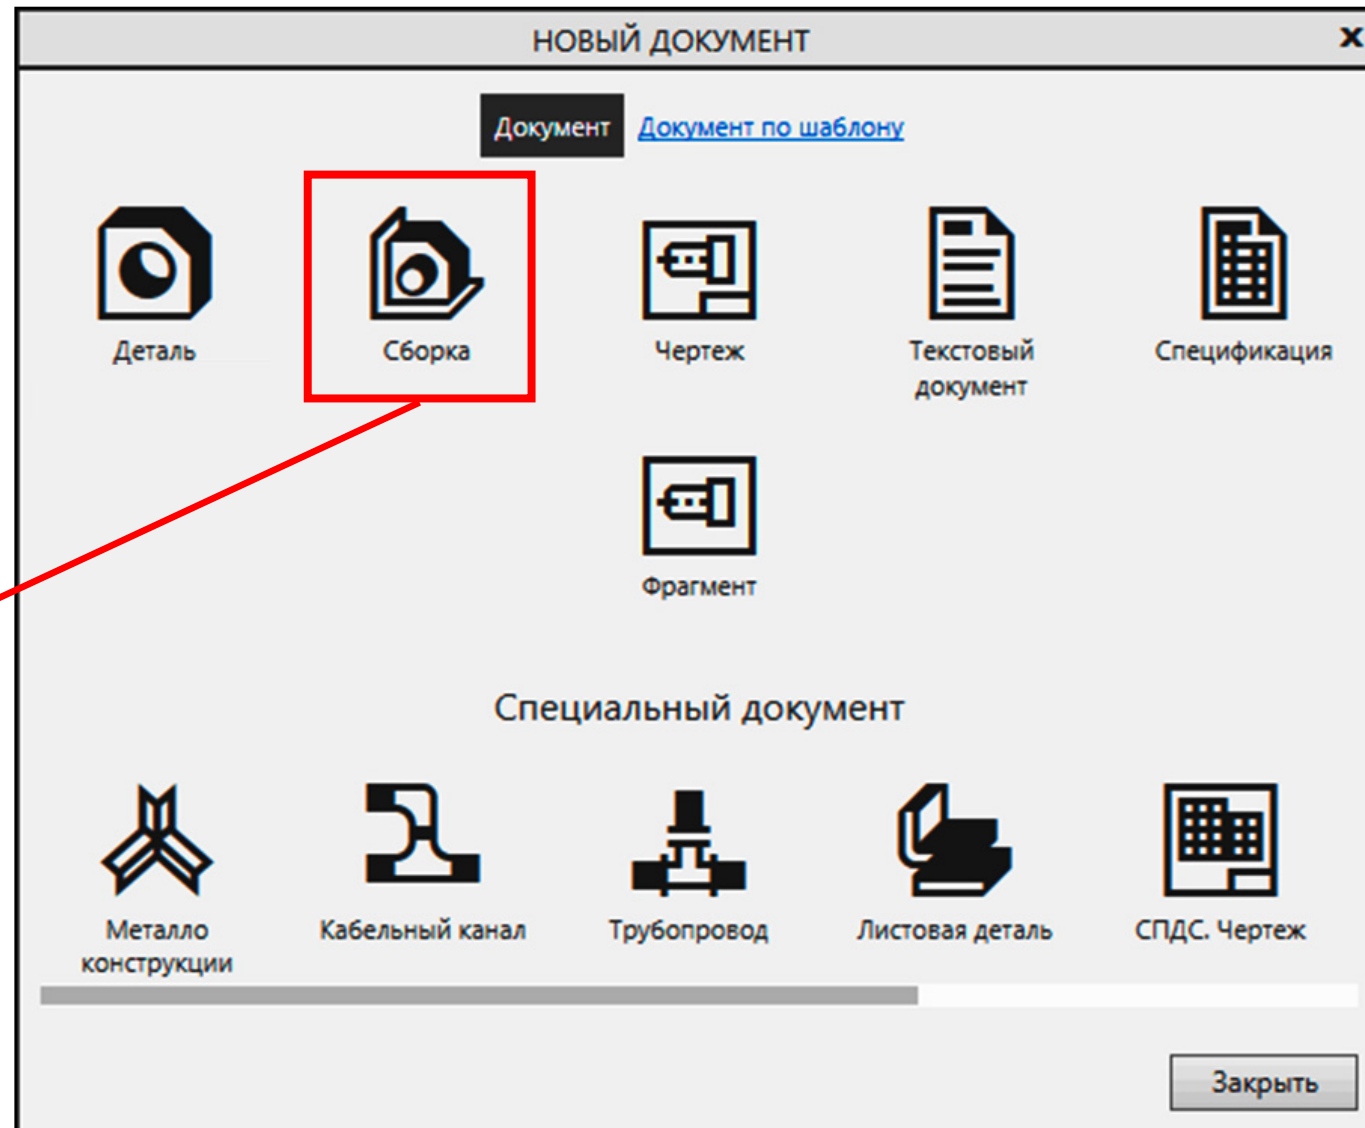 НОВЫЙ ДОКУМЕНТ x
Документ Документ по шаблону
Деталь Сборка Чертеж Текстовый документ Спецификация
Фрагмент
Специальный документ
Металло конструкции Кабельный канал Трубопровод Листовая деталь СПДС. Чертеж
Закрыть